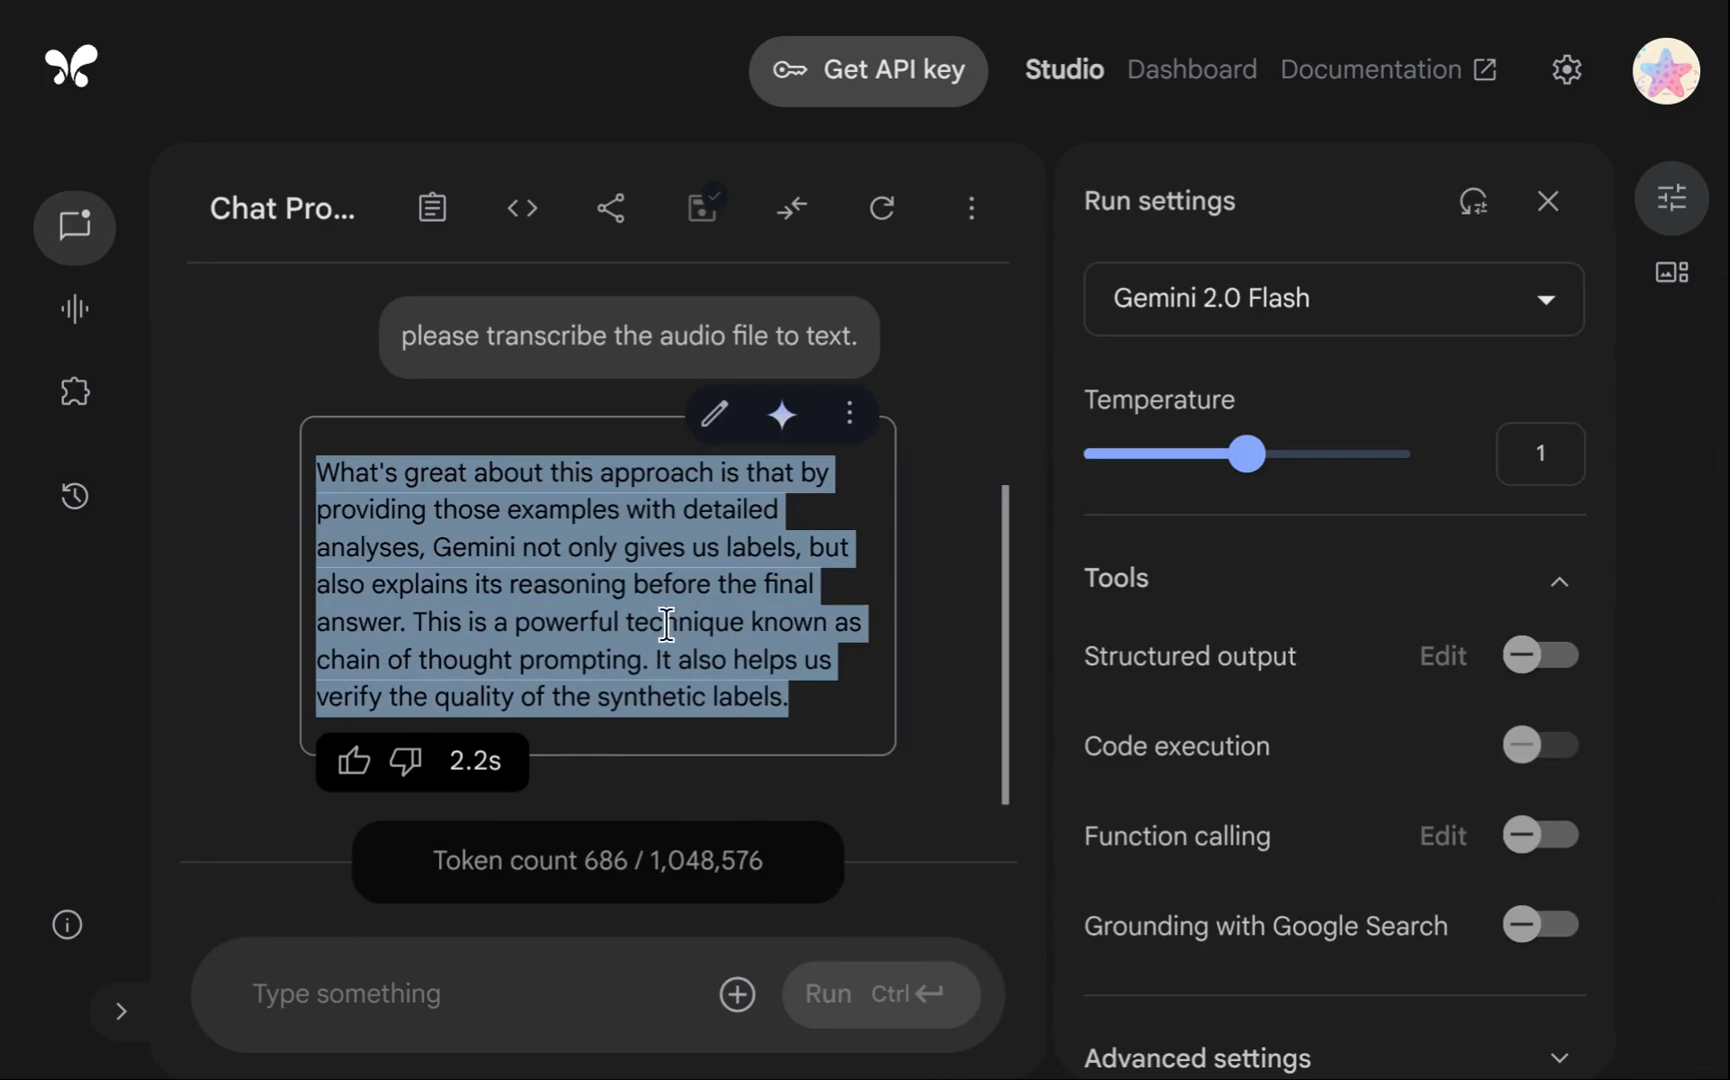 Get API key
Studio
Dashboard
Documentation
Chat Pro...
please transcribe the audio file to text.
What's great about this approach is that by
providing those examples with detailed
analyses, Gemini not only gives us labels, but
also explains its reasoning before the final
answer. This is a powerful technique known as
chain of thought prompting. It also helps us
verify the quality of the synthetic labels.
2.2s
Token count 686 / 1,048,576
Type something
Run Ctrl
Run settings
Gemini 2.0 Flash
Temperature
1
Tools
Structured output Edit
Code execution
Function calling Edit
Grounding with Google Search
Advanced settings